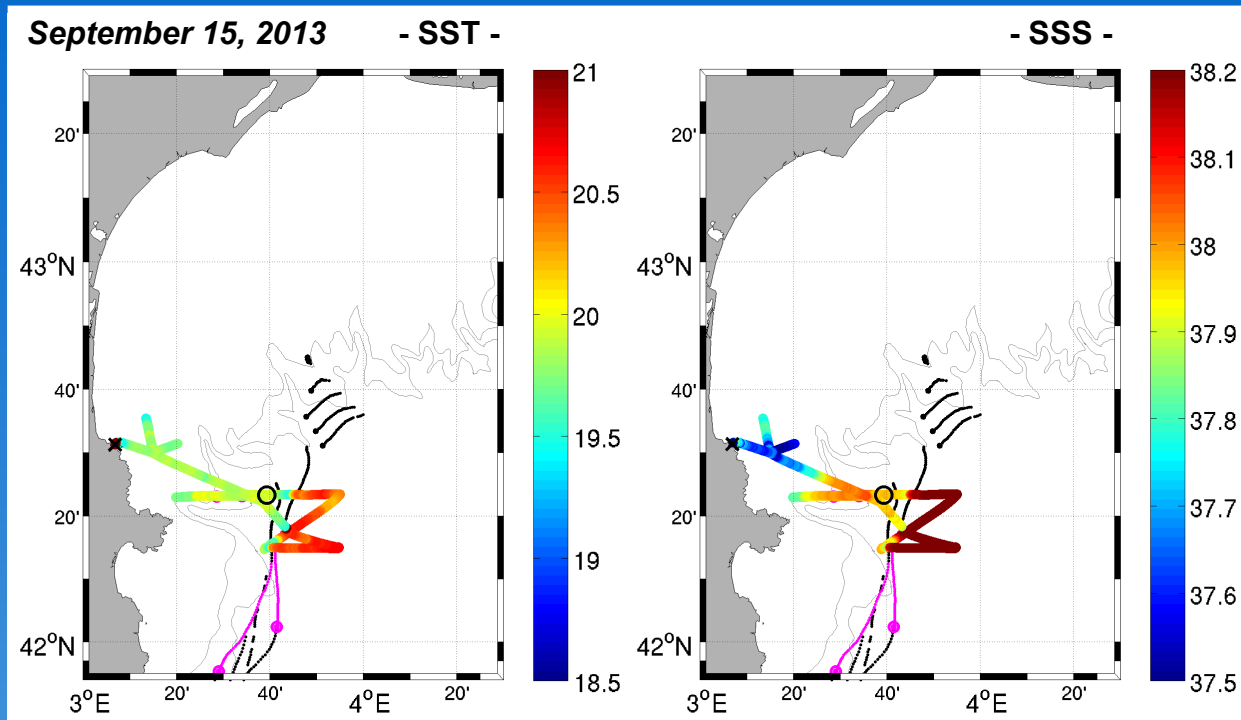 September 15, 2013 - SST - - SSS -
20'
43°N
40'
20'
42°N
3°E 20' 40' 4°E 20'
21
20.5
20
19.5
19
18.5
20'
43°N
40'
20'
42°N
3°E 20' 40' 4°E 20'
38.2
38.1
38
37.9
37.8
37.7
37.6
37.5